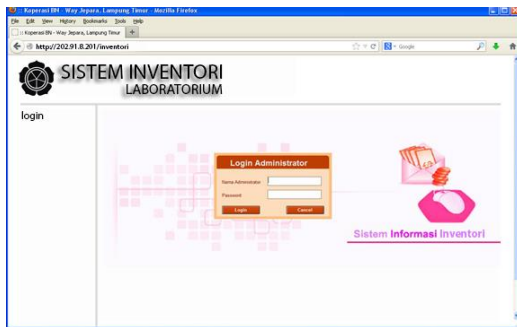 :: Koperasi BN - Way Jepara, Lampung Timur - Mozilla Firefox
File Edit View History Bookmarks Tools Help
:: Koperasi BN - Way Jepara, Lampung Timur
http://202.91.8.201/inventori
Google
SISTEM INVENTORI
LABORATORIUM
login
Login Administrator
Nama Administrator
Password
Login Cancel
Sistem Informasi Inventori